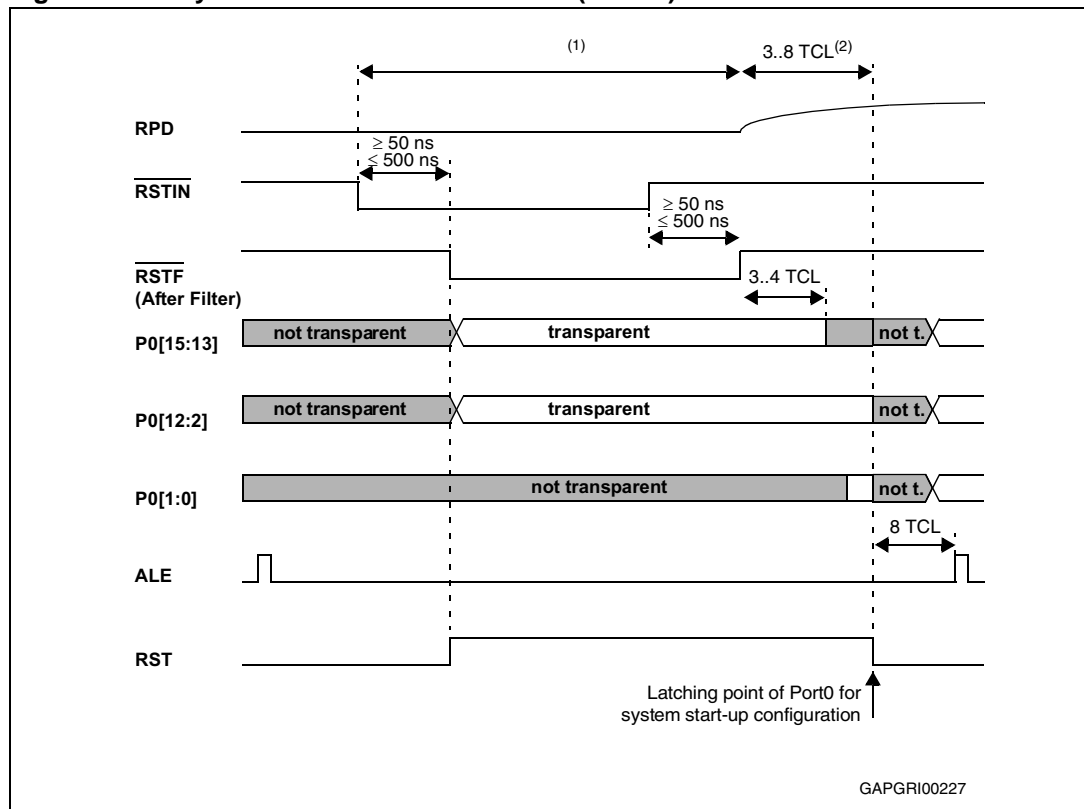 (1)
3..8 TCL(2)
RPD
≥ 50 ns
≤ 500 ns
RSTIN
≥ 50 ns
≤ 500 ns
RSTF
(After Filter)
3..4 TCL
P0[15:13]
not transparent
transparent
not t.
P0[12:2]
not transparent
transparent
not t.
P0[1:0]
not transparent
not t.
8 TCL
ALE
RST
Latching point of Port0 for
system start-up configuration
GAPGRI00227